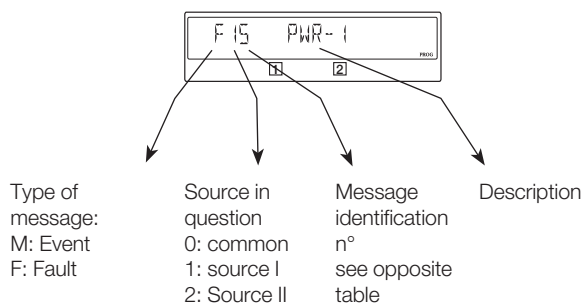 F15 PWR-1
PROG
1 2
Type of message:
M: Event
F: Fault
Source in question
0: common
1: source I
2: Source II
Message identification n°
see opposite table
Description